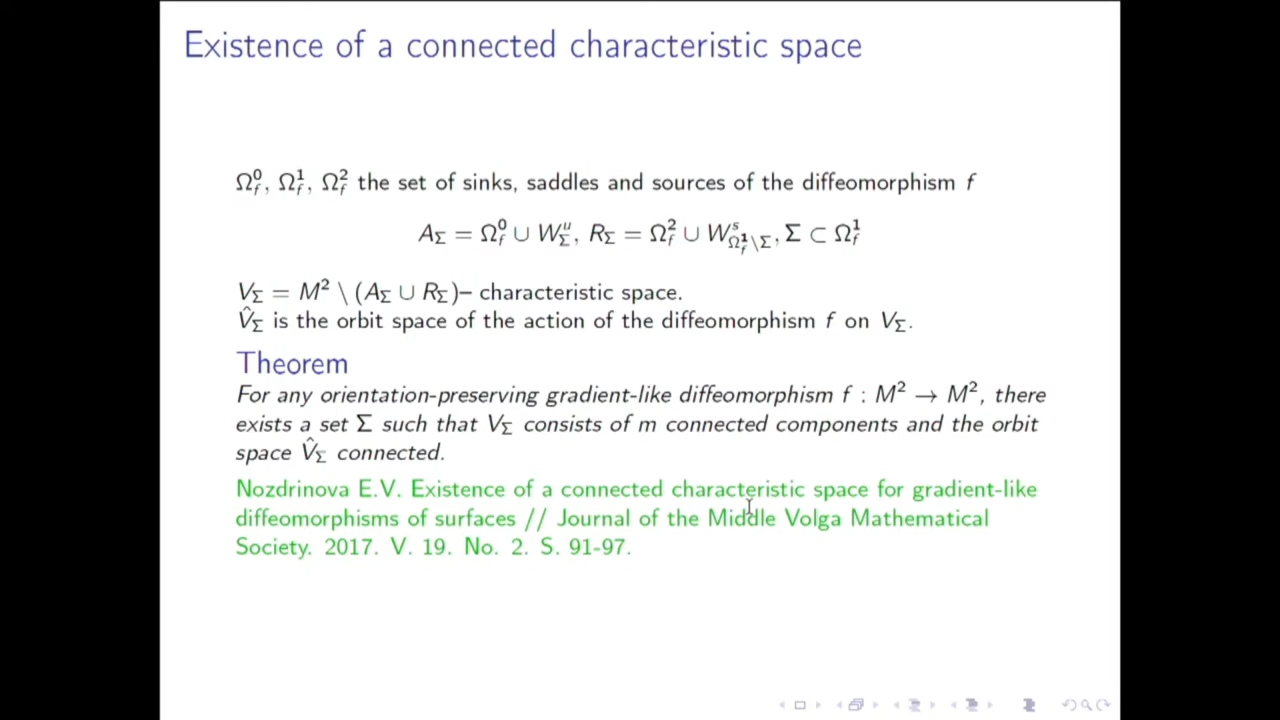 Existence of a connected characteristic space
Ω⁰_f, Ω¹_f, Ω²_f the set of sinks, saddles and sources of the diffeomorphism f
A_Σ = Ω⁰_f ∪ W^u_Σ, R_Σ = Ω²_f ∪ W^s_{Ω¹_f\Σ}, Σ ⊂ Ω¹_f
V_Σ = M² \ (A_Σ ∪ R_Σ)– characteristic space.
V̂_Σ is the orbit space of the action of the diffeomorphism f on V_Σ.
Theorem
For any orientation-preserving gradient-like diffeomorphism f : M² → M², there
exists a set Σ such that V_Σ consists of m connected components and the orbit
space V̂_Σ connected.
Nozdrinova E.V. Existence of a connected characteristic space for gradient-like
diffeomorphisms of surfaces // Journal of the Middle Volga Mathematical
Society. 2017. V. 19. No. 2. S. 91-97.